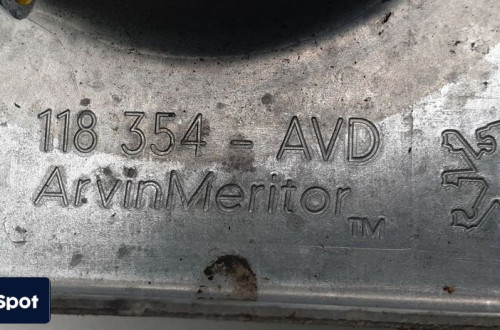 118 354 - AVD
ArvinMeritor
TM
Spot